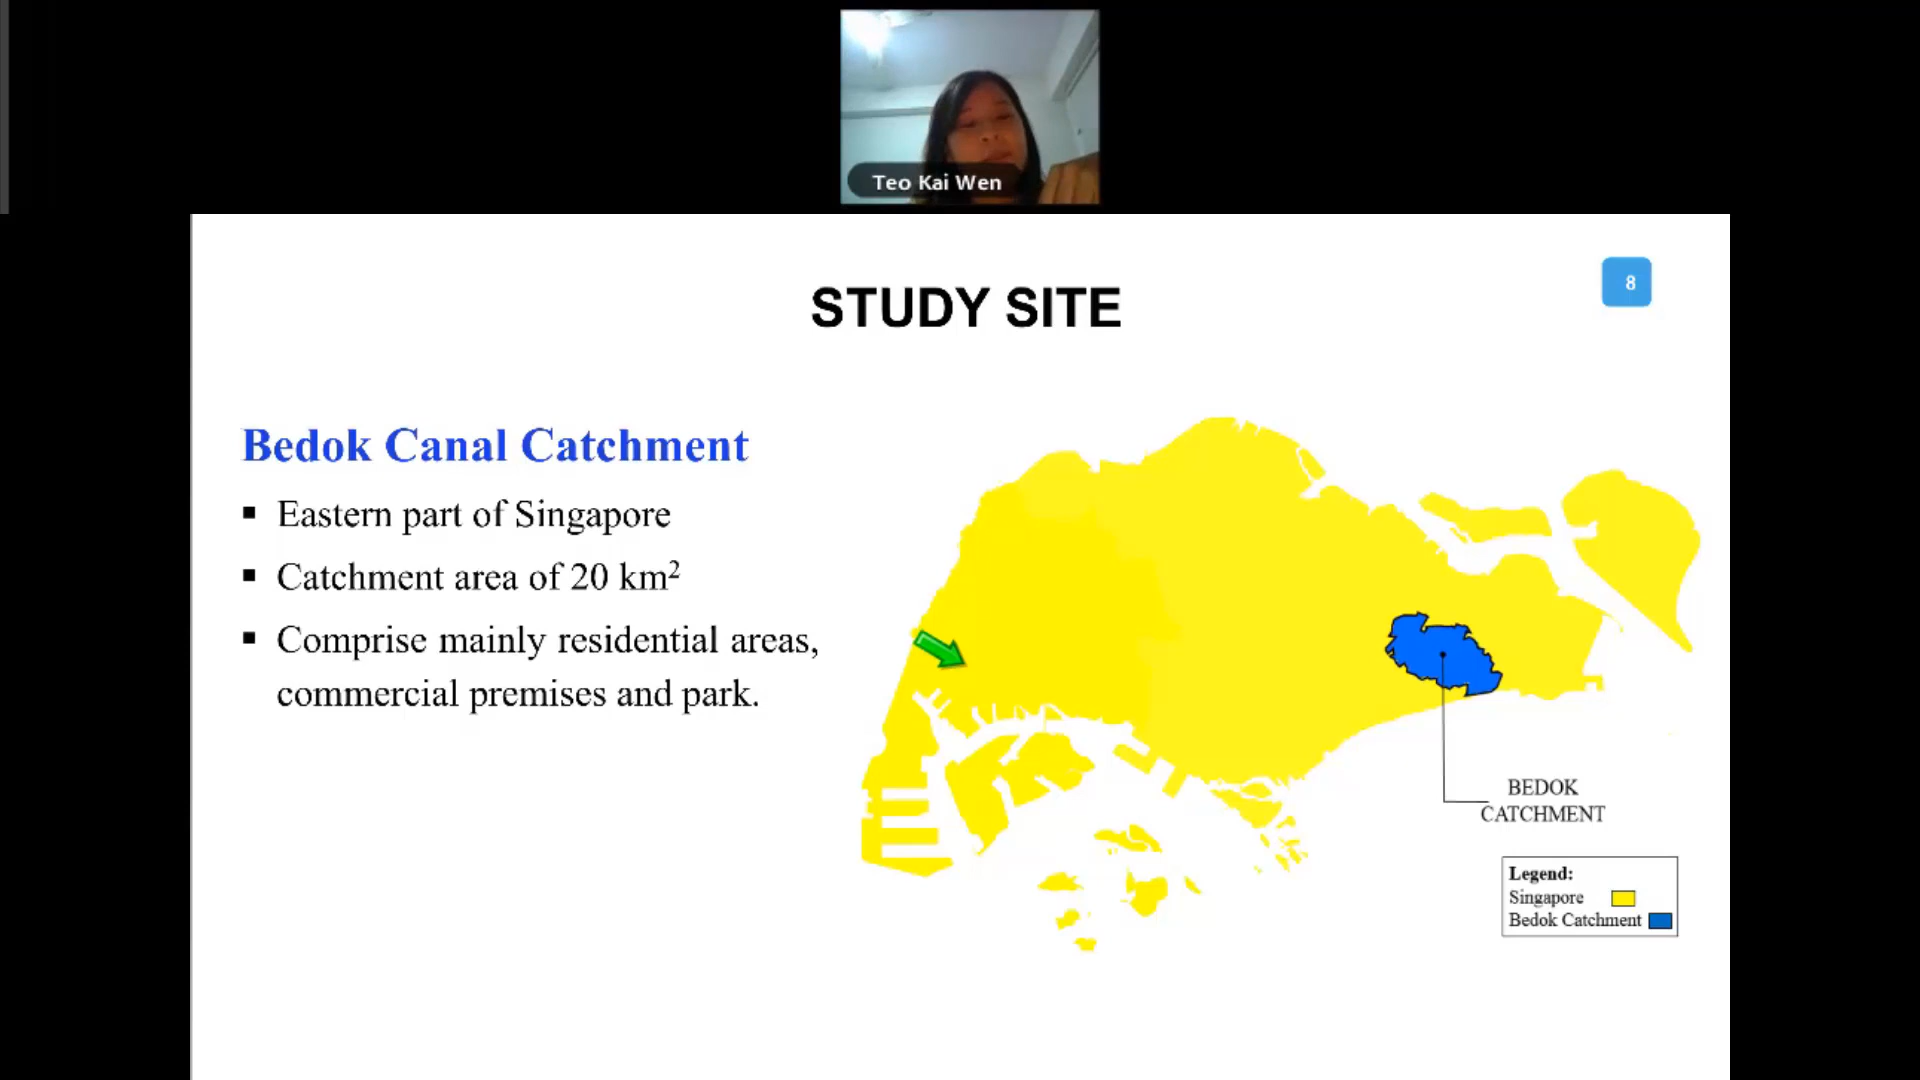 Teo Kai Wen
8
STUDY SITE
Bedok Canal Catchment
▪ Eastern part of Singapore
▪ Catchment area of 20 km²
▪ Comprise mainly residential areas,
commercial premises and park.
BEDOK
CATCHMENT
Legend:
Singapore
Bedok Catchment